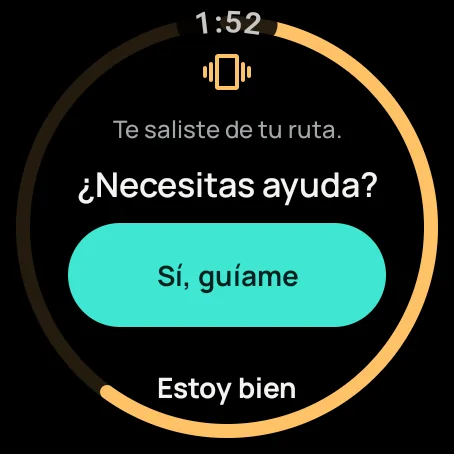 1:52
Te saliste de tu ruta.
¿Necesitas ayuda?
Sí, guíame
Estoy bien